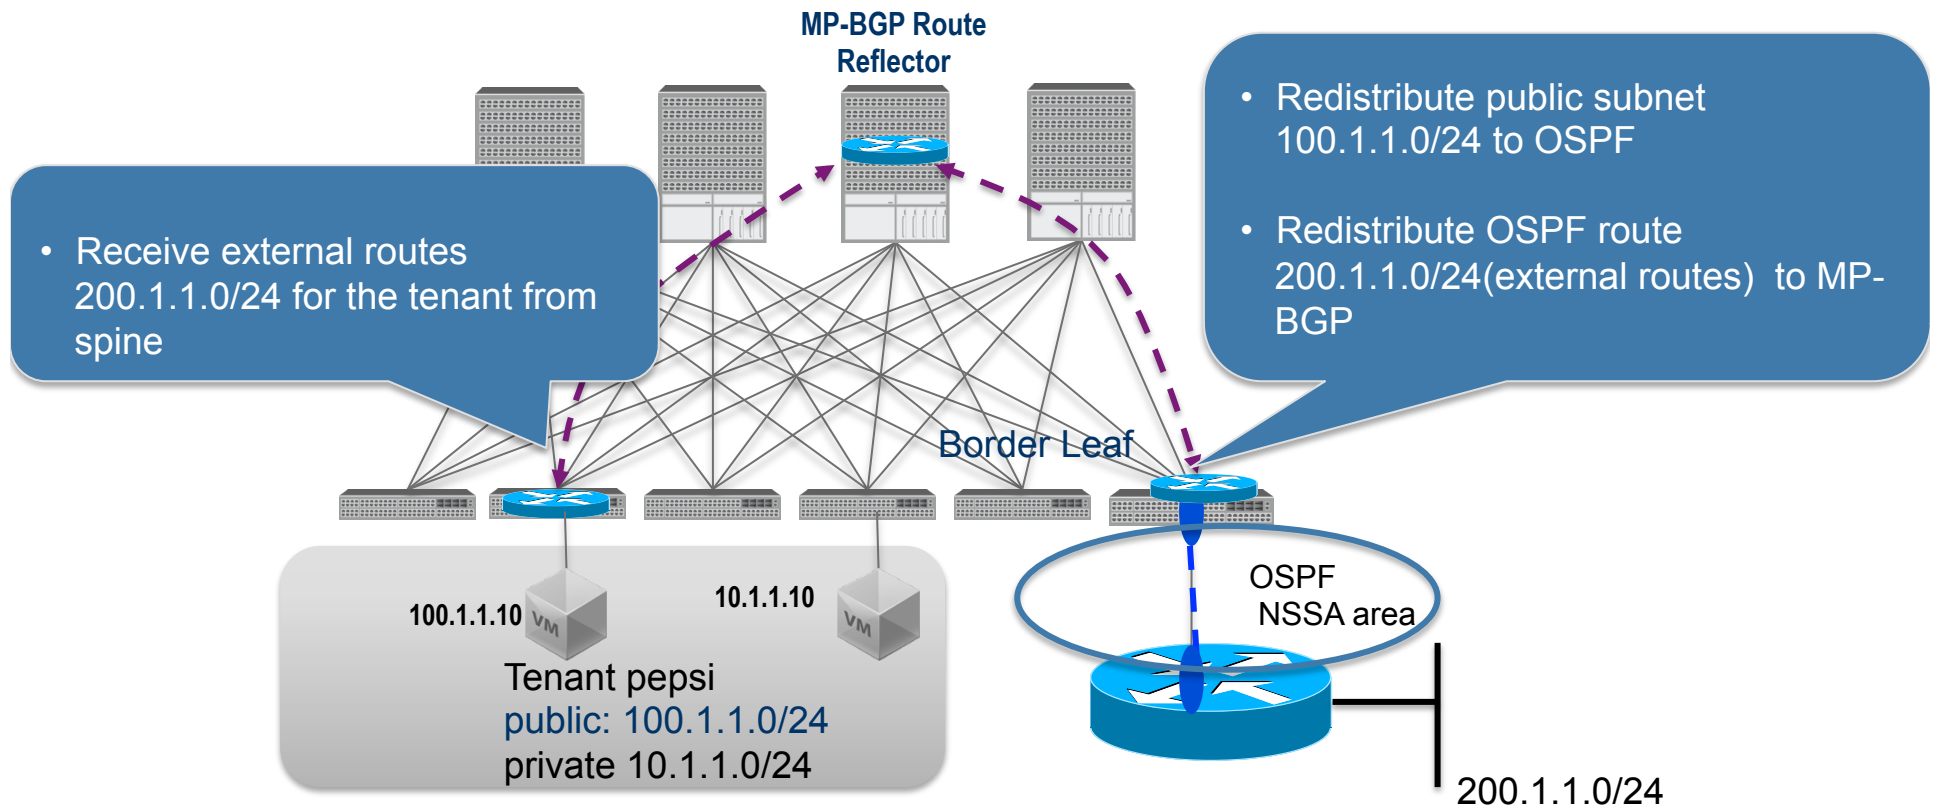 MP-BGP Route
Reflector
• Redistribute public subnet
100.1.1.0/24 to OSPF
• Redistribute OSPF route
200.1.1.0/24(external routes) to MP-
BGP
• Receive external routes
200.1.1.0/24 for the tenant from
spine
Border Leaf
OSPF
NSSA area
100.1.1.10
VM
10.1.1.10
VM
Tenant pepsi
public: 100.1.1.0/24
private 10.1.1.0/24
200.1.1.0/24